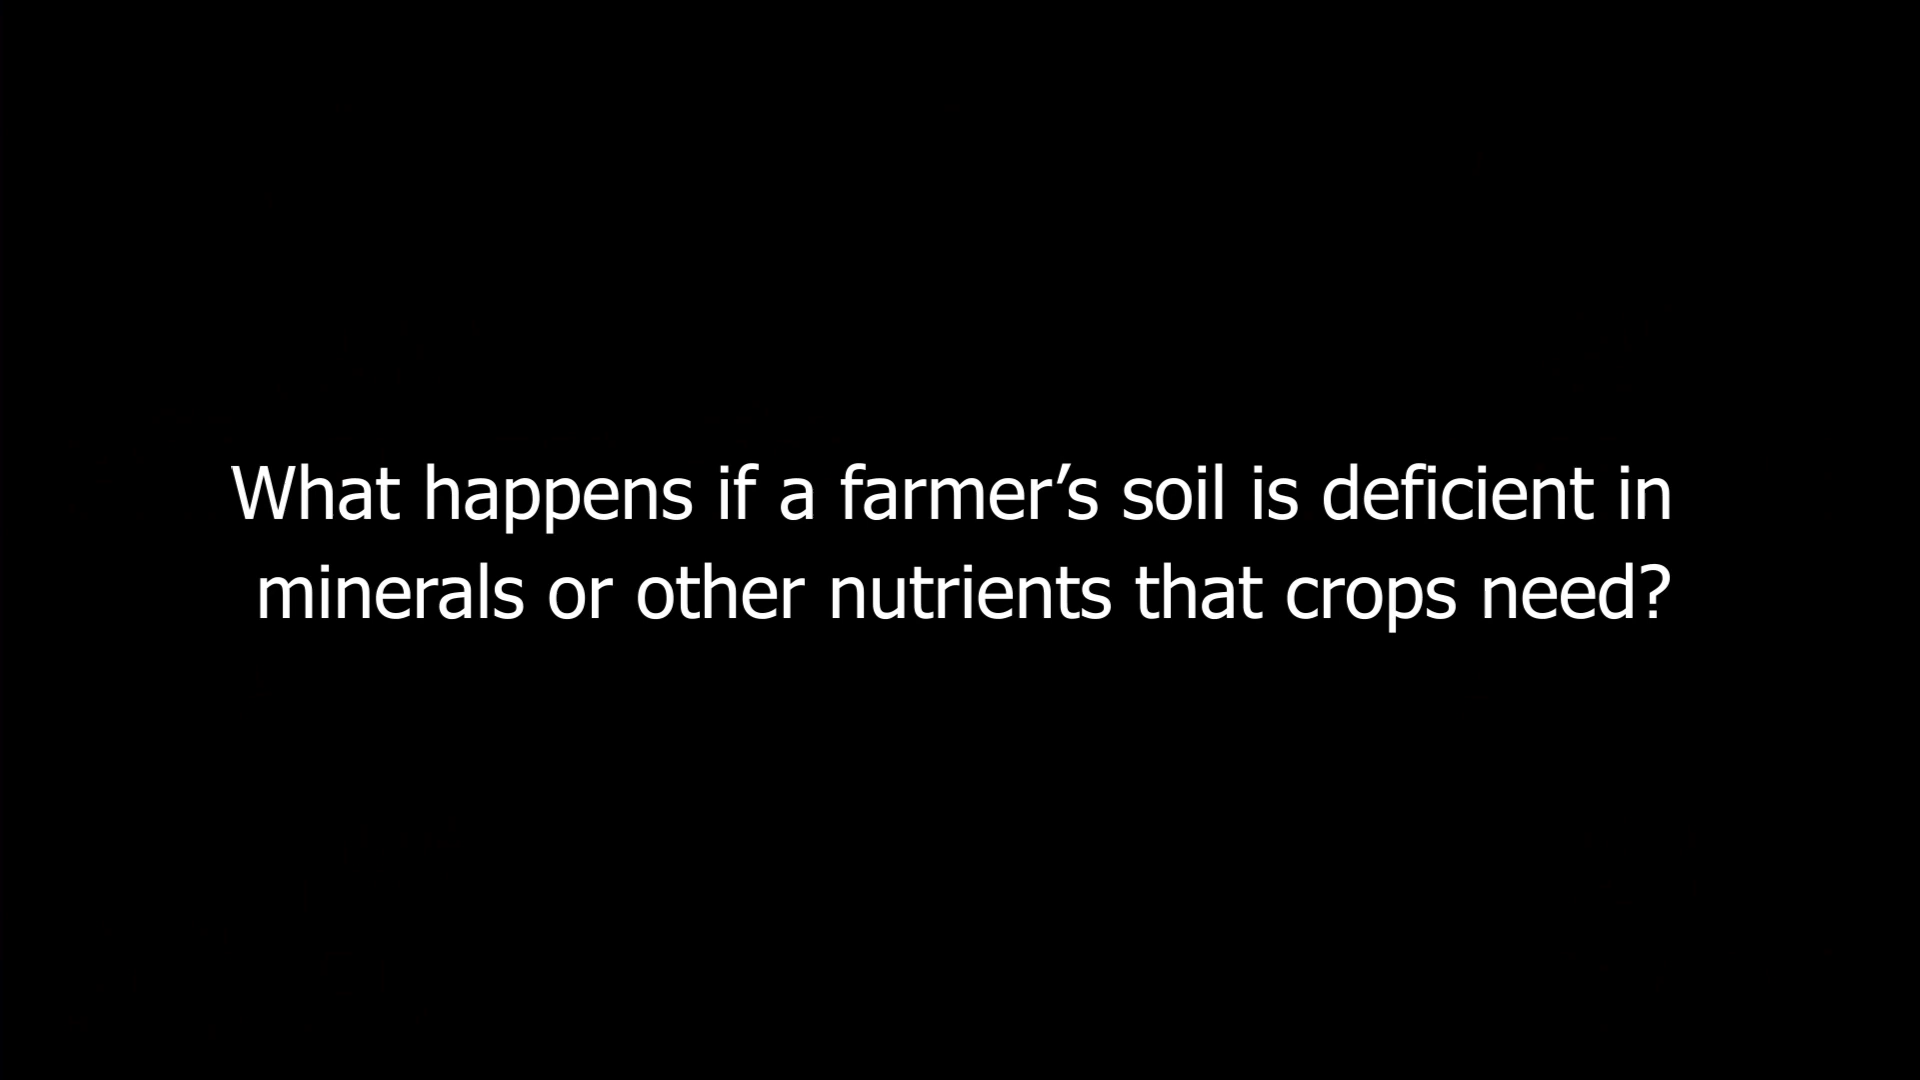 What happens if a farmer’s soil is deficient in
minerals or other nutrients that crops need?